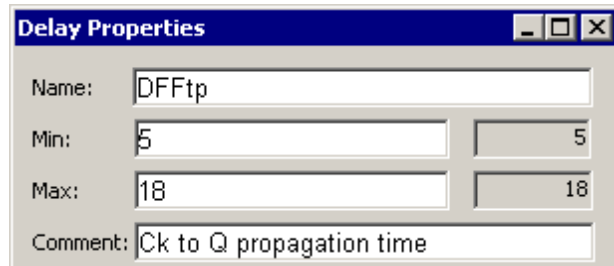 Delay Properties
Name: DFFtp
Min: 5 5
Max: 18 18
Comment: Ck to Q propagation time